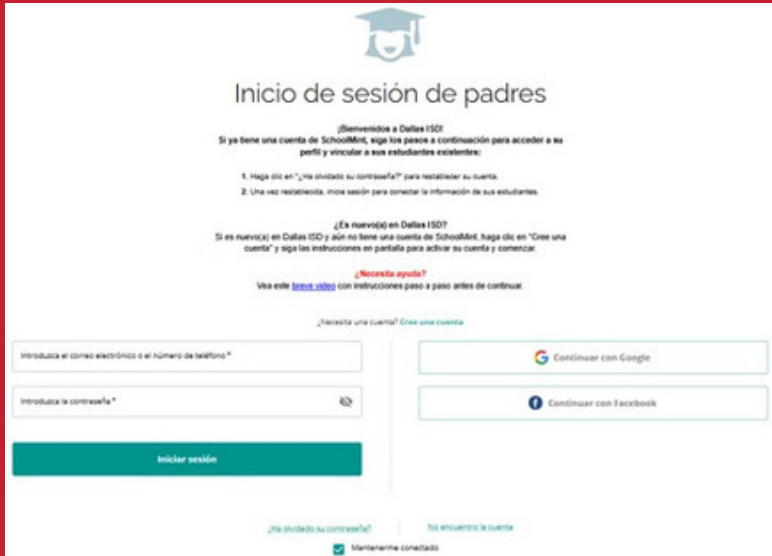 Inicio de sesión de padres
¡Bienvenidos a Dallas ISD!
Si ya tiene una cuenta de SchoolMint, siga los pasos a continuación para acceder a su
perfil y vincular a sus estudiantes existentes:
1. Haga clic en "¿Ha olvidado su contraseña?" para restablecer su cuenta.
2. Una vez restablecida, inicie sesión para conectar la información de sus estudiantes.
¿Es nuevo(a) en Dallas ISD?
Si es nuevo(a) en Dallas ISD y aún no tiene una cuenta de SchoolMint, haga clic en "Cree una
cuenta" y siga las instrucciones en pantalla para activar su cuenta y comenzar.
¿Necesita ayuda?
Vea este breve video con instrucciones paso a paso antes de continuar.
¿Necesita una cuenta? Cree una cuenta
Introduzca el correo electrónico o el número de teléfono *
Introduzca la contraseña *
Iniciar sesión
Continuar con Google
Continuar con Facebook
¿Ha olvidado su contraseña? No encuentro la cuenta
Mantenerme conectado